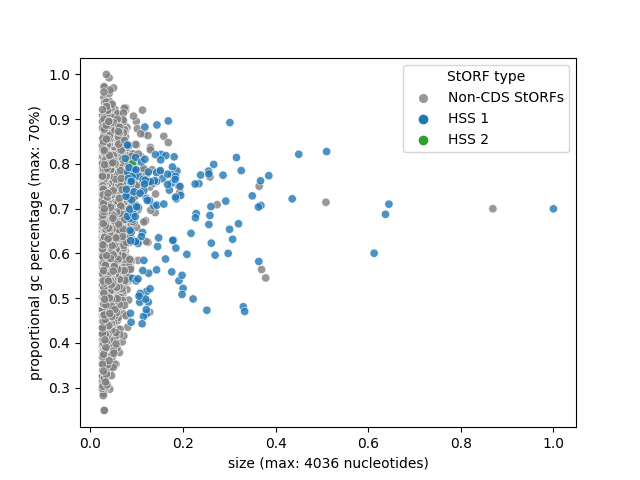 StORF type
Non-CDS StORFs
HSS 1
HSS 2
proportional gc percentage (max: 70%)
1.0
0.9
0.8
0.7
0.6
0.5
0.4
0.3
0.0 0.2 0.4 0.6 0.8 1.0
size (max: 4036 nucleotides)